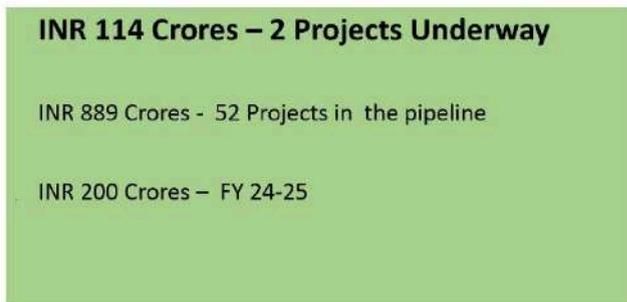 INR 114 Crores – 2 Projects Underway
INR 889 Crores - 52 Projects in the pipeline
INR 200 Crores – FY 24-25